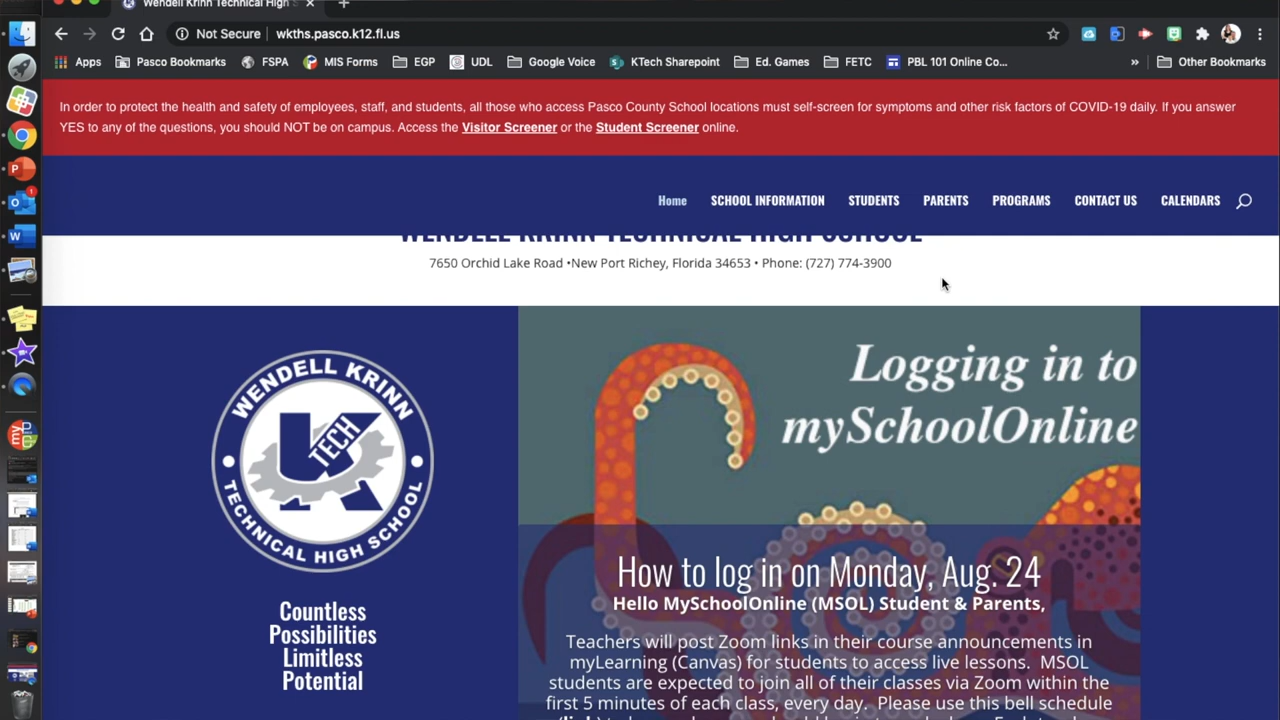 Wendell Krinn Technical High S
Not Secure wkths.pasco.k12.fl.us
Apps Pasco Bookmarks FSPA MIS Forms EGP UDL Google Voice KTech Sharepoint Ed. Games FETC PBL 101 Online Co... » Other Bookmarks
In order to protect the health and safety of employees, staff, and students, all those who access Pasco County School locations must self-screen for symptoms and other risk factors of COVID-19 daily. If you answer
YES to any of the questions, you should NOT be on campus. Access the Visitor Screener or the Student Screener online.
Home SCHOOL INFORMATION STUDENTS PARENTS PROGRAMS CONTACT US CALENDARS
WENDELL KRINN TECHNICAL HIGH SCHOOL
7650 Orchid Lake Road •New Port Richey, Florida 34653 • Phone: (727) 774-3900
WENDELL KRINN
K TECH
TECHNICAL HIGH SCHOOL
Countless
Possibilities
Limitless
Potential
Logging in to
mySchoolOnline
How to log in on Monday, Aug. 24
Hello MySchoolOnline (MSOL) Student & Parents,
Teachers will post Zoom links in their course announcements in
myLearning (Canvas) for students to access live lessons. MSOL
students are expected to join all of their classes via Zoom within the
first 5 minutes of each class, every day. Please use this bell schedule